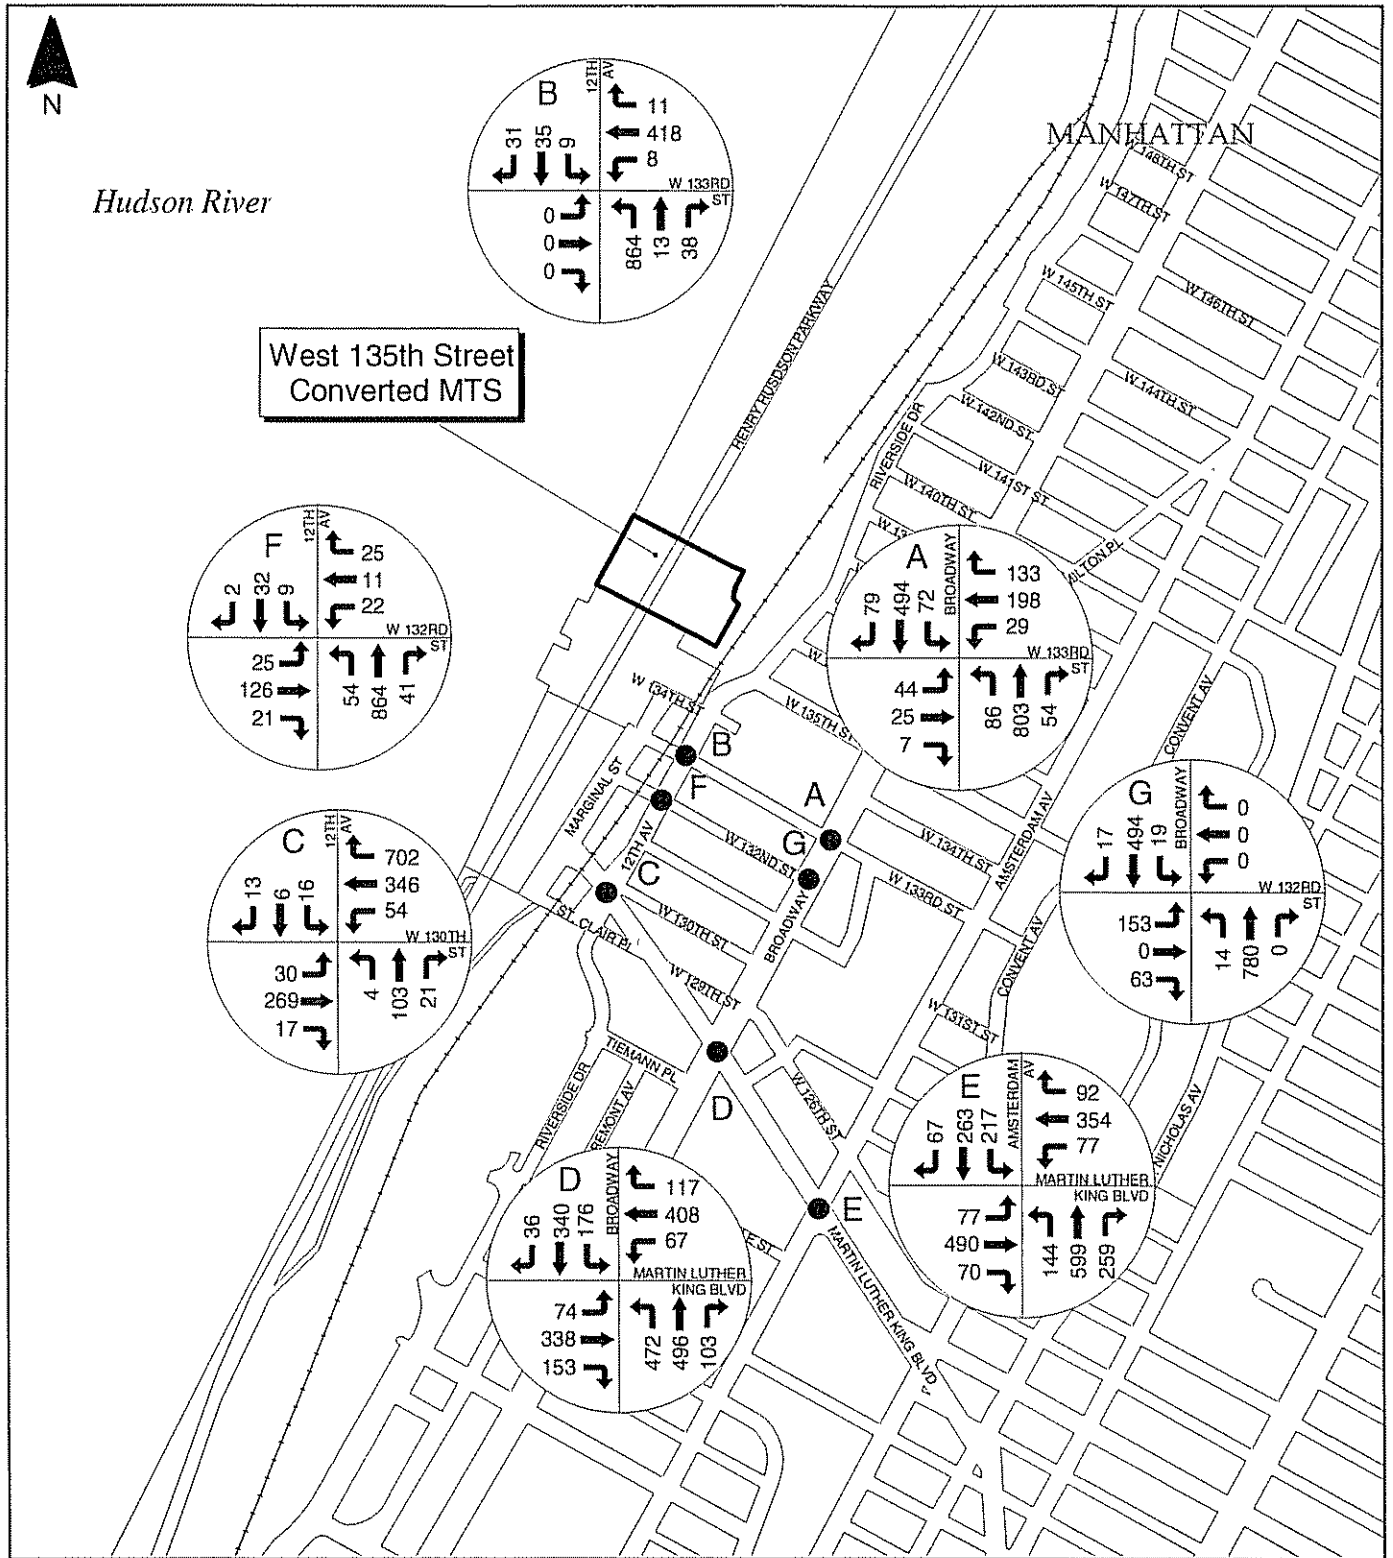 N
Hudson River
MANHATTAN
West 135th Street
Converted MTS
B
12TH
AV
31
35
9
11
418
8
W 133RD
ST
0
0
0
864
13
38
HENRY HUSDSON PARKWAY
W 148TH ST
W 147TH ST
W 145TH ST
W 146TH ST
W 143RD ST
W 144TH ST
W 142ND ST
W 141ST ST
W 140TH ST
RIVERSIDE DR
F
12TH
AV
2
32
9
25
11
22
W 132RD
ST
25
126
21
54
864
41
A
BROADWAY
79
494
72
133
198
29
W 133RD
ST
44
25
7
86
803
54
W 134TH ST
W 135TH ST
MARGINAL ST
12TH AV
B
F
A
G
C
W 132ND ST
W 134TH ST
W 133RD ST
BROADWAY
AMSTERDAM AV
CONVENT AV
CONVENT AV
G
BROADWAY
17
494
19
0
0
0
W 132RD
ST
153
0
63
14
780
0
C
12TH
AV
13
6
16
702
346
54
W 130TH
ST
30
269
17
4
103
21
ST. CLAIR PL
W 130TH ST
W 129TH ST
W 131ST ST
TIEMANN PL
RIVERSIDE DR
W 126TH ST
D
E
E
AMSTERDAM
AV
67
263
217
92
354
77
MARTIN LUTHER
KING BLVD
77
490
70
144
599
259
NICHOLAS AV
D
BROADWAY
36
340
176
117
408
67
MARTIN LUTHER
KING BLVD
74
338
153
472
496
103
MARTIN LUTHER KING BLVD